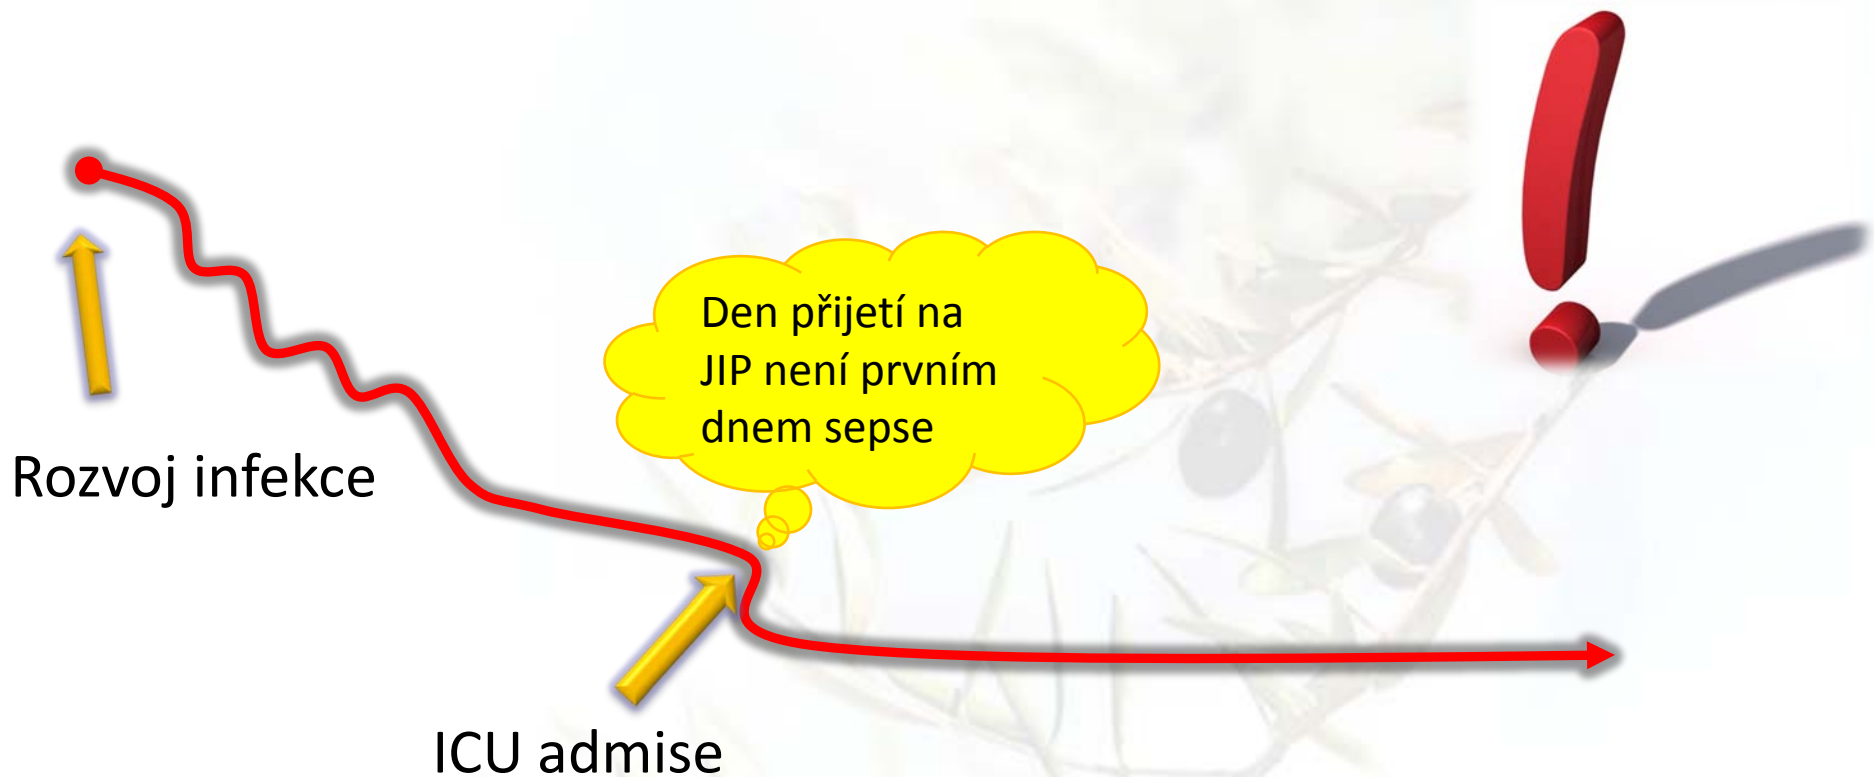 Den přijetí na
JIP není prvním
dnem sepse
Rozvoj infekce
ICU admise